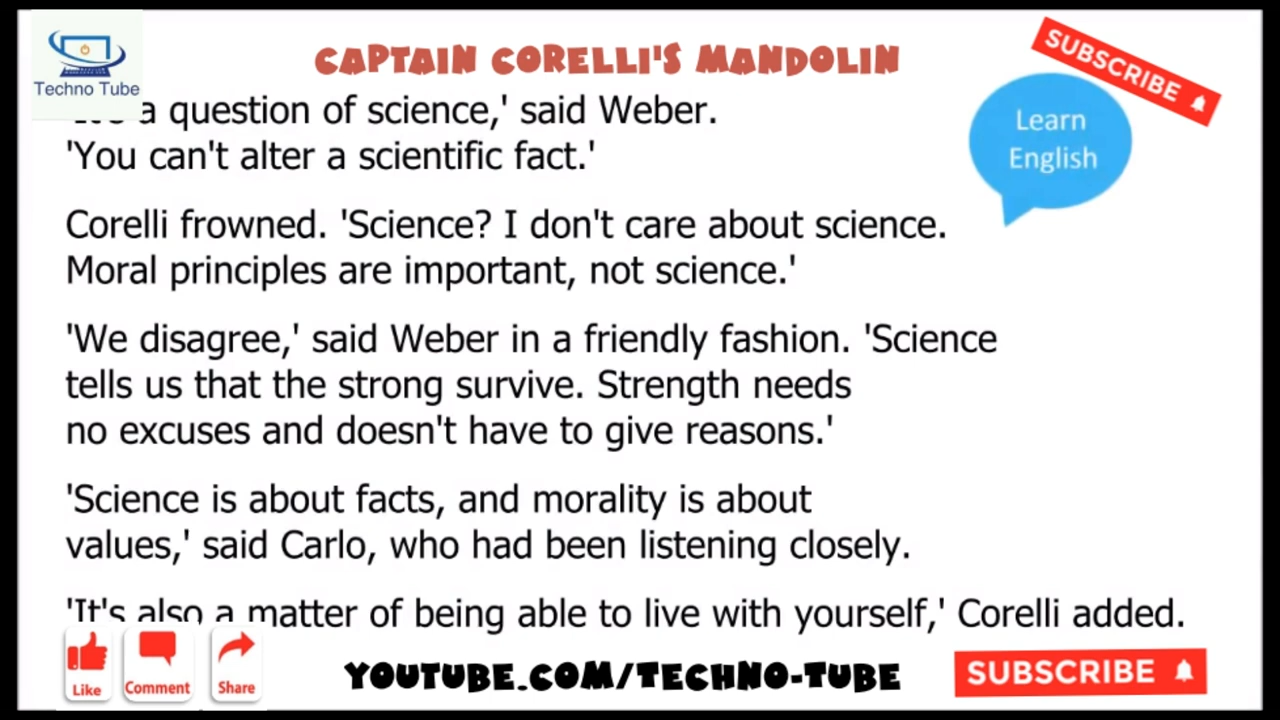 CAPTAIN CORELLI'S MANDOLIN
SUBSCRIBE
Techno Tube
Learn
English
'It's a question of science,' said Weber.
'You can't alter a scientific fact.'
Corelli frowned. 'Science? I don't care about science.
Moral principles are important, not science.'
'We disagree,' said Weber in a friendly fashion. 'Science
tells us that the strong survive. Strength needs
no excuses and doesn't have to give reasons.'
'Science is about facts, and morality is about
values,' said Carlo, who had been listening closely.
'It's also a matter of being able to live with yourself,' Corelli added.
Like
Comment
Share
YOUTUBE.COM/TECHNO-TUBE
SUBSCRIBE